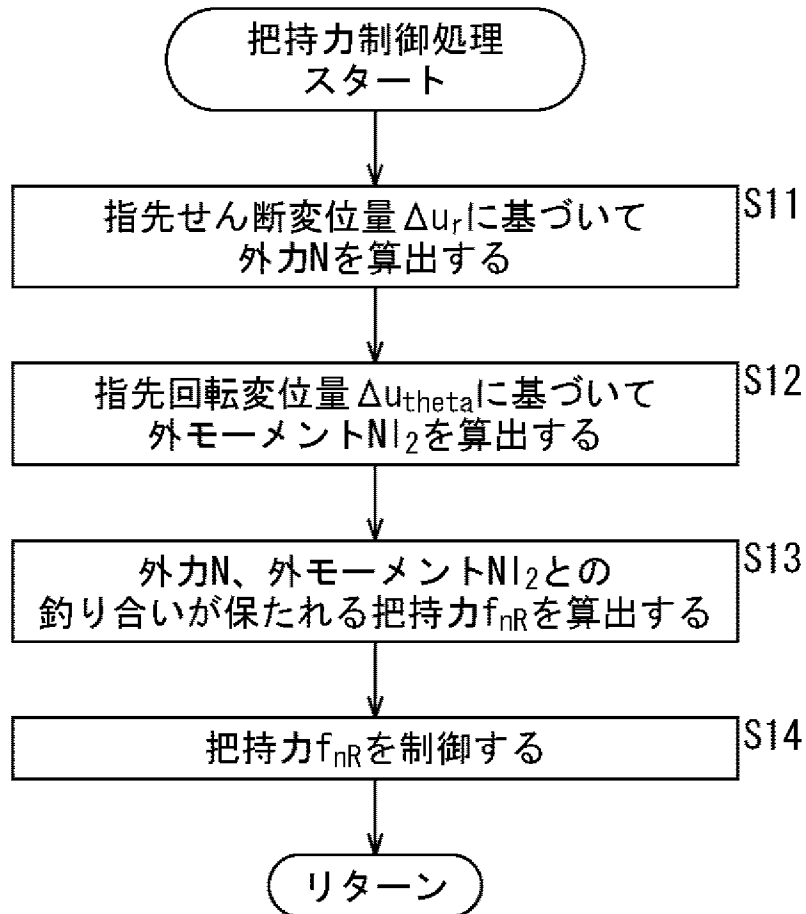 把持力制御処理
スタート
指先せん断変位量Δurに基づいて
外力Nを算出する
S11
指先回転変位量Δuthetaに基づいて
外モーメントNl2を算出する
S12
外力N、外モーメントNl2との
釣り合いが保たれる把持力fnRを算出する
S13
把持力fnRを制御する
S14
リターン